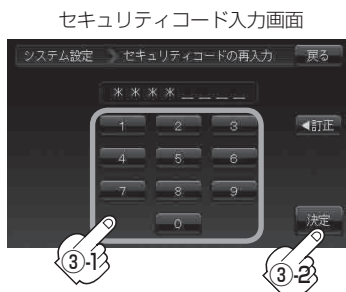 セキュリティコード入力画面
システム設定 セキュリティコードの再入力 戻る
＊＊＊＊＿＿＿＿
1 2 3 ◀訂正
4 5 6
7 8 9
0 決定
③-1 ③-2